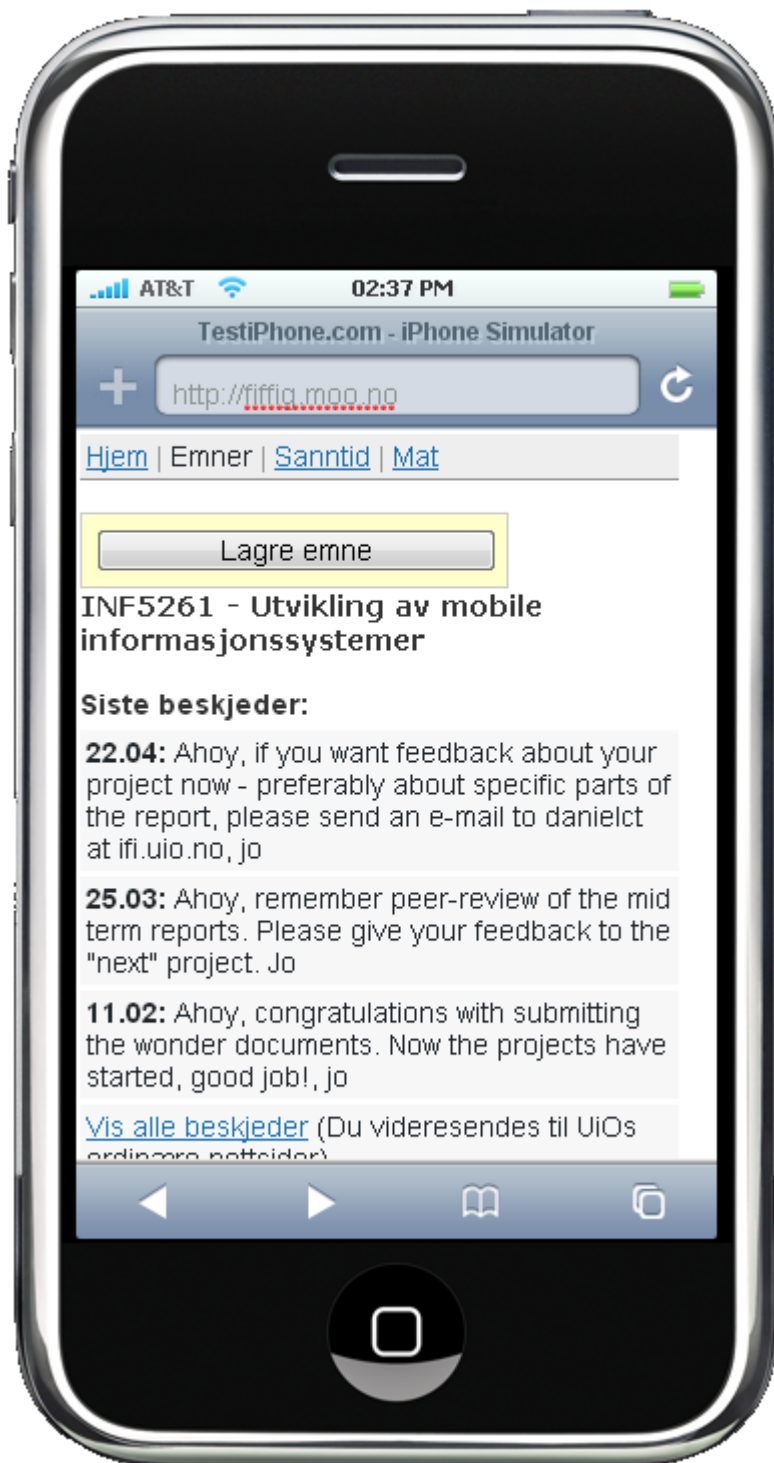 AT&T 02:37 PM
TestiPhone.com - iPhone Simulator
http://fiffig.moo.no
Hjem | Emner | Sanntid | Mat
Lagre emne
INF5261 - Utvikling av mobile
informasjonssystemer
Siste beskjeder:
22.04: Ahoy, if you want feedback about your
project now - preferably about specific parts of
the report, please send an e-mail to danielct
at ifi.uio.no, jo
25.03: Ahoy, remember peer-review of the mid
term reports. Please give your feedback to the
"next" project. Jo
11.02: Ahoy, congratulations with submitting
the wonder documents. Now the projects have
started, good job!, jo
Vis alle beskjeder (Du videresendes til UiOs
ordinære nettsider)